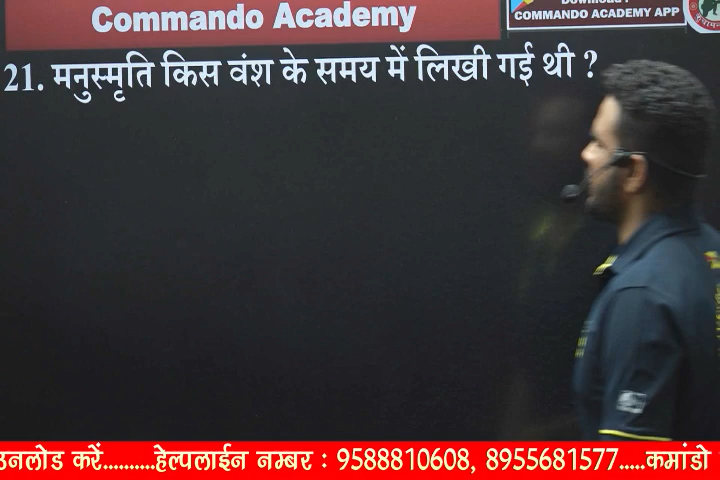 Commando Academy
COMMANDO ACADEMY APP
21. मनुस्मृति किस वंश के समय में लिखी गई थी ?
उनलोड करें..........हेल्पलाईन नम्बर : 9588810608, 8955681577.....कमांडो